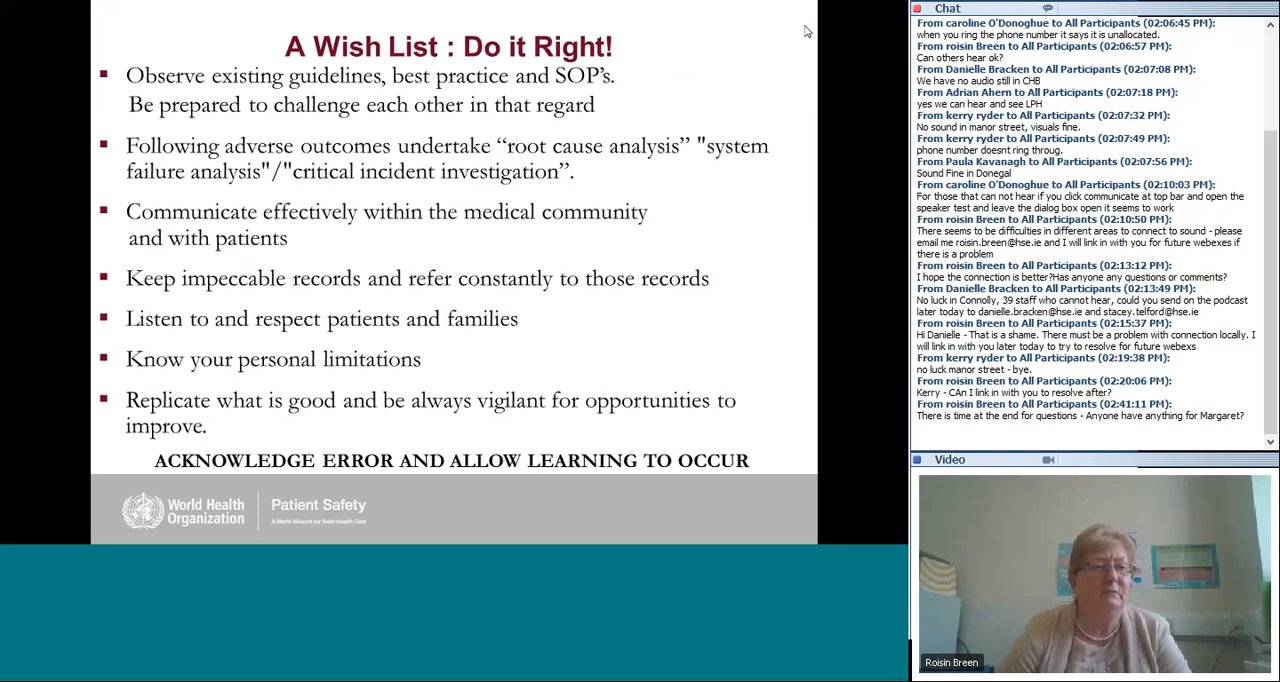 A Wish List : Do it Right!
Observe existing guidelines, best practice and SOP's.
Be prepared to challenge each other in that regard
Following adverse outcomes undertake “root cause analysis” "system
failure analysis"/"critical incident investigation”.
Communicate effectively within the medical community
and with patients
Keep impeccable records and refer constantly to those records
Listen to and respect patients and families
Know your personal limitations
Replicate what is good and be always vigilant for opportunities to
improve.
ACKNOWLEDGE ERROR AND ALLOW LEARNING TO OCCUR
World Health
Organization
Patient Safety
A World Alliance for Safer Health Care
Chat
From caroline O'Donoghue to All Participants (02:06:45 PM):
when you ring the phone number it says it is unallocated.
From roisin Breen to All Participants (02:06:57 PM):
Can others hear ok?
From Danielle Bracken to All Participants (02:07:08 PM):
We have no audio still in CHB
From Adrian Ahern to All Participants (02:07:18 PM):
yes we can hear and see LPH
From kerry ryder to All Participants (02:07:32 PM):
No sound in manor street, visuals fine.
From kerry ryder to All Participants (02:07:49 PM):
phone number doesnt ring throug.
From Paula Kavanagh to All Participants (02:07:56 PM):
Sound Fine in Donegal
From caroline O'Donoghue to All Participants (02:10:03 PM):
For those that can not hear if you click communicate at top bar and open the
speaker test and leave the dialog box open it seems to work
From roisin Breen to All Participants (02:10:50 PM):
There seems to be difficulties in different areas to connect to sound - please
email me roisin.breen@hse.ie and I will link in with you for future webexes if
there is a problem
From roisin Breen to All Participants (02:13:12 PM):
I hope the connection is better?Has anyone any questions or comments?
From Danielle Bracken to All Participants (02:13:49 PM):
No luck in Connolly, 39 staff who cannot hear, could you send on the podcast
later today to danielle.bracken@hse.ie and stacey.telford@hse.ie
From roisin Breen to All Participants (02:15:37 PM):
Hi Danielle - That is a shame. There must be a problem with connection locally. I
will link in with you later today to try to resolve for future webexs
From kerry ryder to All Participants (02:19:38 PM):
no luck manor street - bye.
From roisin Breen to All Participants (02:20:06 PM):
Kerry - CAn I link in with you to resolve after?
From roisin Breen to All Participants (02:41:11 PM):
There is time at the end for questions - Anyone have anything for Margaret?
Video
Roisin Breen